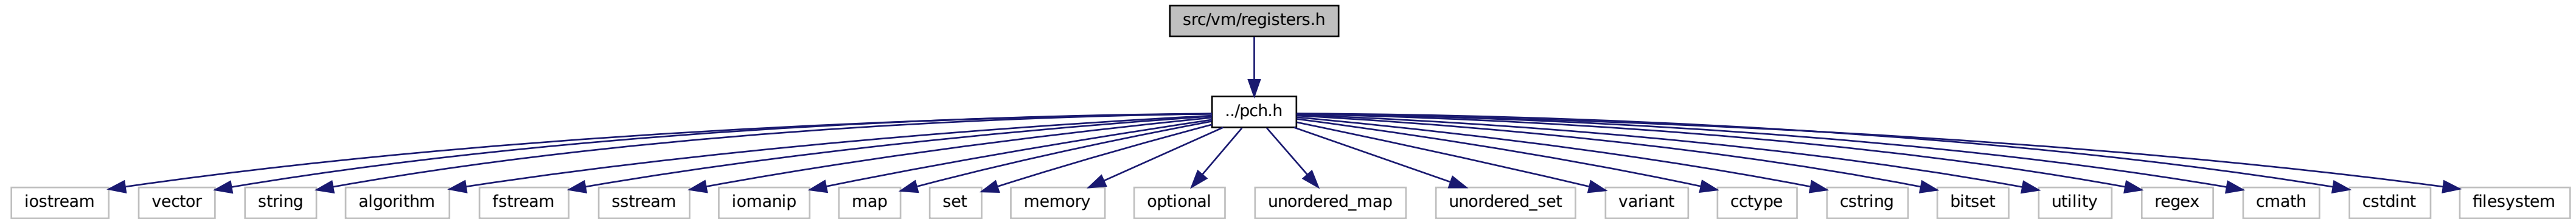 src/vm/registers.h
../pch.h
iostream
vector
string
algorithm
fstream
sstream
iomanip
map
set
memory
optional
unordered_map
unordered_set
variant
cctype
cstring
bitset
utility
regex
cmath
cstdint
filesystem